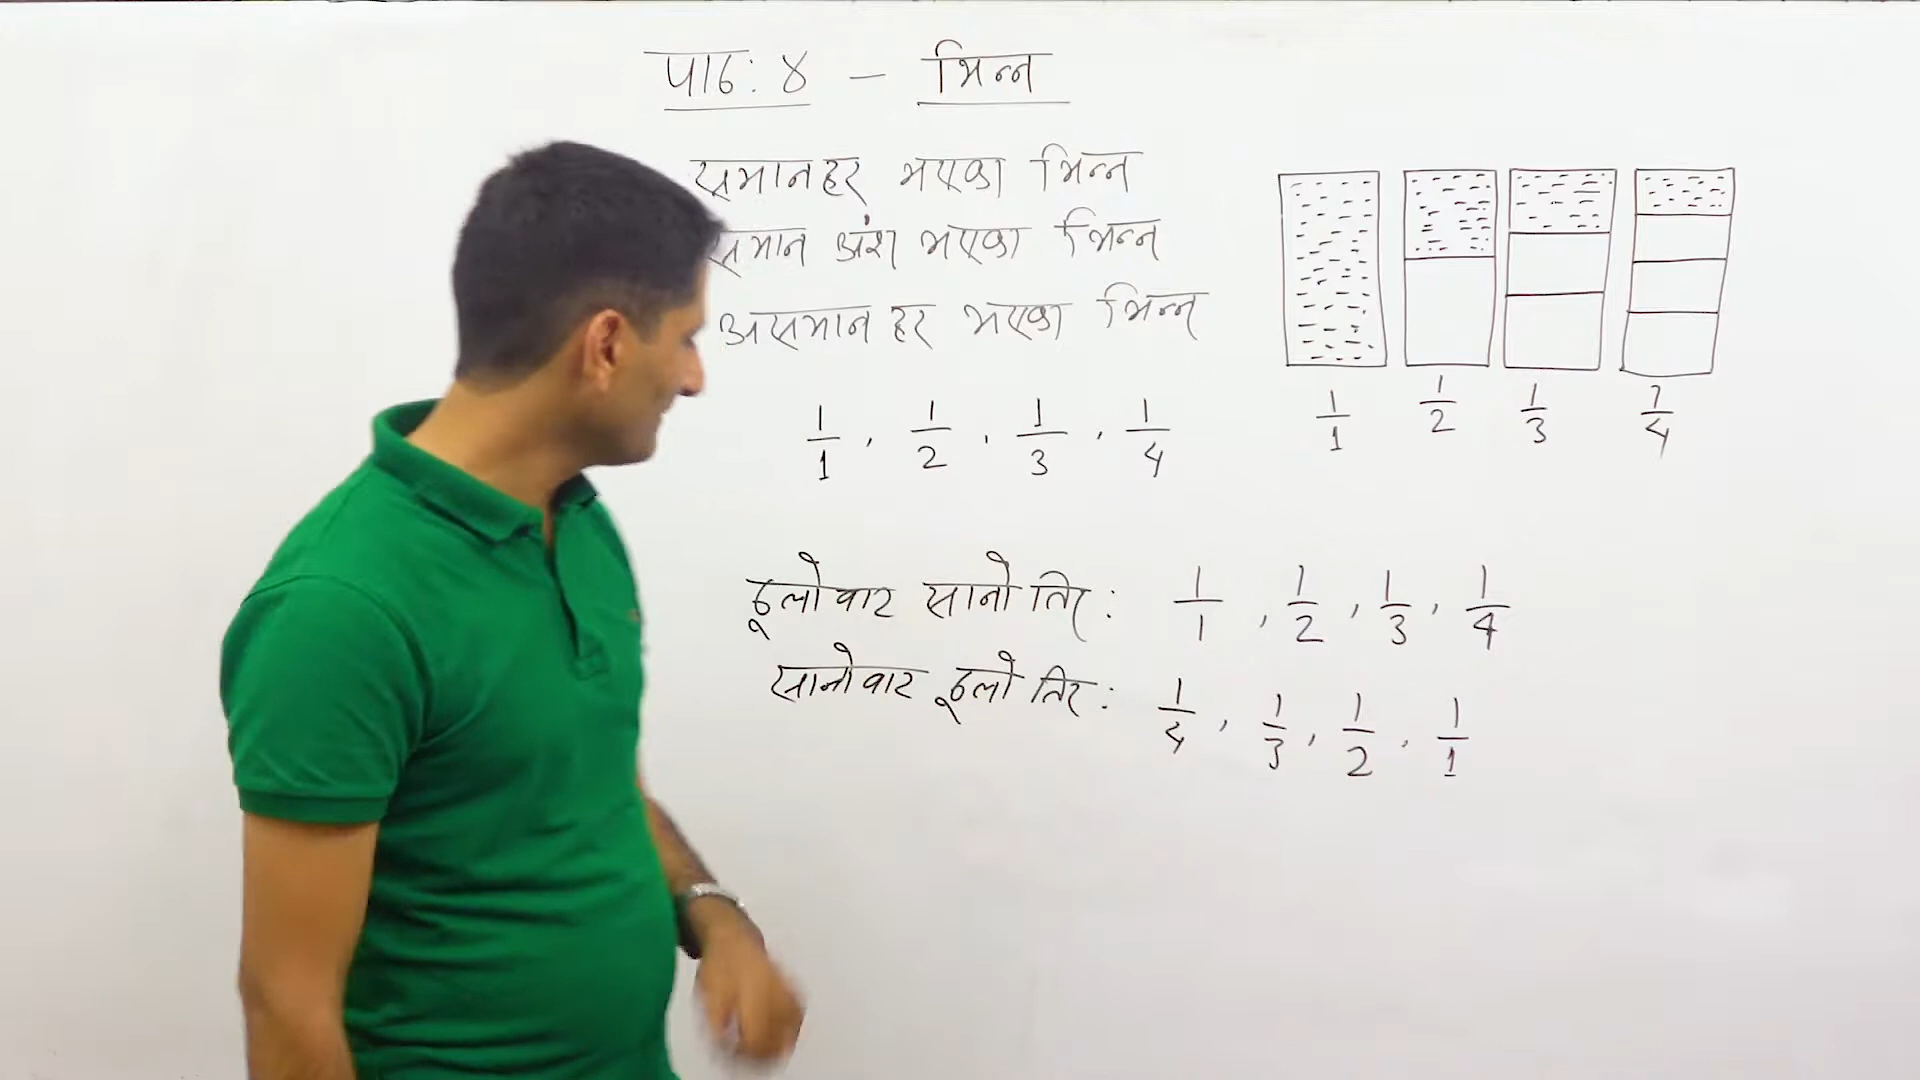 पाठ: ४ – भिन्न
समान हर भएका भिन्न
समान अंश भएका भिन्न
असमान हर भएका भिन्न
1/1, 1/2, 1/3, 1/4
1/1 1/2 1/3 1/4
ठूलोबाट सानो तिर: 1/1, 1/2, 1/3, 1/4
सानोबाट ठूलो तिर: 1/4, 1/3, 1/2, 1/1